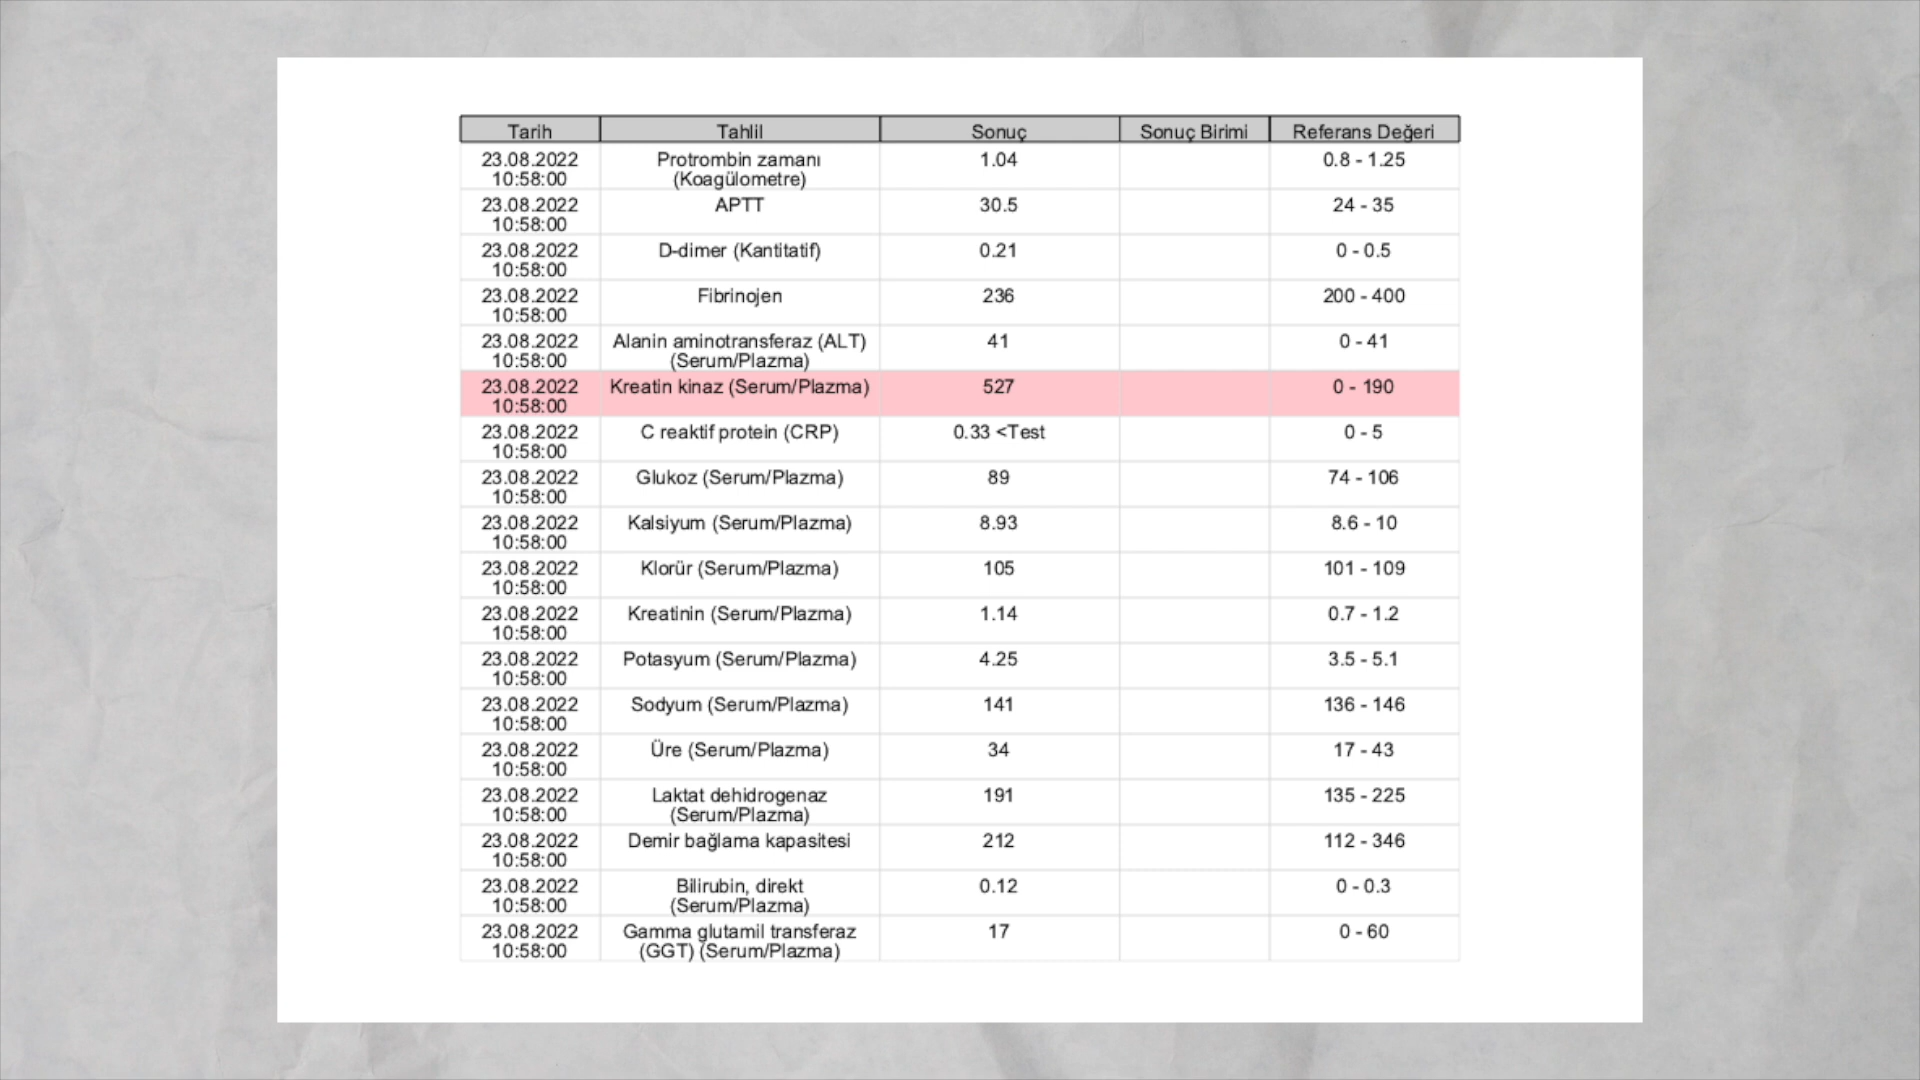 Tarih Tahlil Sonuç Sonuç Birimi Referans Değeri
23.08.2022 Protrombin zamanı 1.04 0.8 - 1.25
10:58:00 (Koagülometre)
23.08.2022 APTT 30.5 24 - 35
10:58:00
23.08.2022 D-dimer (Kantitatif) 0.21 0 - 0.5
10:58:00
23.08.2022 Fibrinojen 236 200 - 400
10:58:00
23.08.2022 Alanin aminotransferaz (ALT) 41 0 - 41
10:58:00 (Serum/Plazma)
23.08.2022 Kreatin kinaz (Serum/Plazma) 527 0 - 190
10:58:00
23.08.2022 C reaktif protein (CRP) 0.33 <Test 0 - 5
10:58:00
23.08.2022 Glukoz (Serum/Plazma) 89 74 - 106
10:58:00
23.08.2022 Kalsiyum (Serum/Plazma) 8.93 8.6 - 10
10:58:00
23.08.2022 Klorür (Serum/Plazma) 105 101 - 109
10:58:00
23.08.2022 Kreatinin (Serum/Plazma) 1.14 0.7 - 1.2
10:58:00
23.08.2022 Potasyum (Serum/Plazma) 4.25 3.5 - 5.1
10:58:00
23.08.2022 Sodyum (Serum/Plazma) 141 136 - 146
10:58:00
23.08.2022 Üre (Serum/Plazma) 34 17 - 43
10:58:00
23.08.2022 Laktat dehidrogenaz 191 135 - 225
10:58:00 (Serum/Plazma)
23.08.2022 Demir bağlama kapasitesi 212 112 - 346
10:58:00
23.08.2022 Bilirubin, direkt 0.12 0 - 0.3
10:58:00 (Serum/Plazma)
23.08.2022 Gamma glutamil transferaz 17 0 - 60
10:58:00 (GGT) (Serum/Plazma)